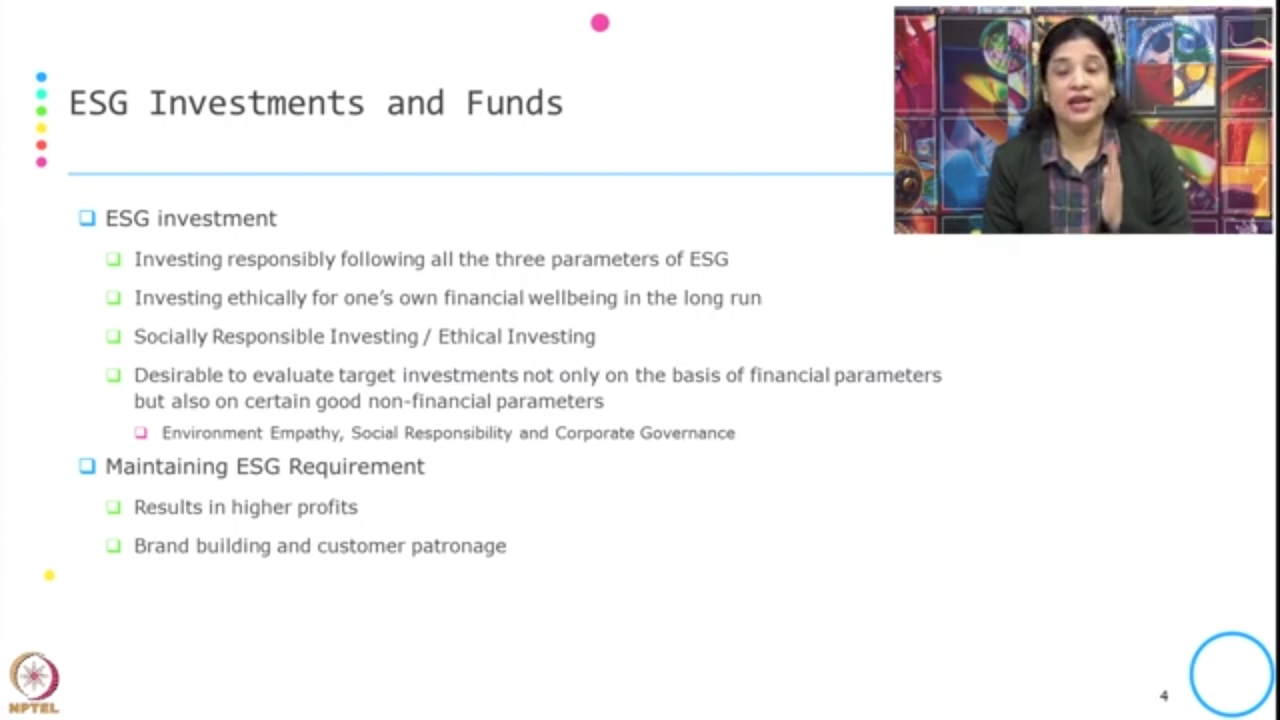 ESG Investments and Funds
ESG investment
Investing responsibly following all the three parameters of ESG
Investing ethically for one's own financial wellbeing in the long run
Socially Responsible Investing / Ethical Investing
Desirable to evaluate target investments not only on the basis of financial parameters
but also on certain good non-financial parameters
Environment Empathy, Social Responsibility and Corporate Governance
Maintaining ESG Requirement
Results in higher profits
Brand building and customer patronage
NPTEL
4